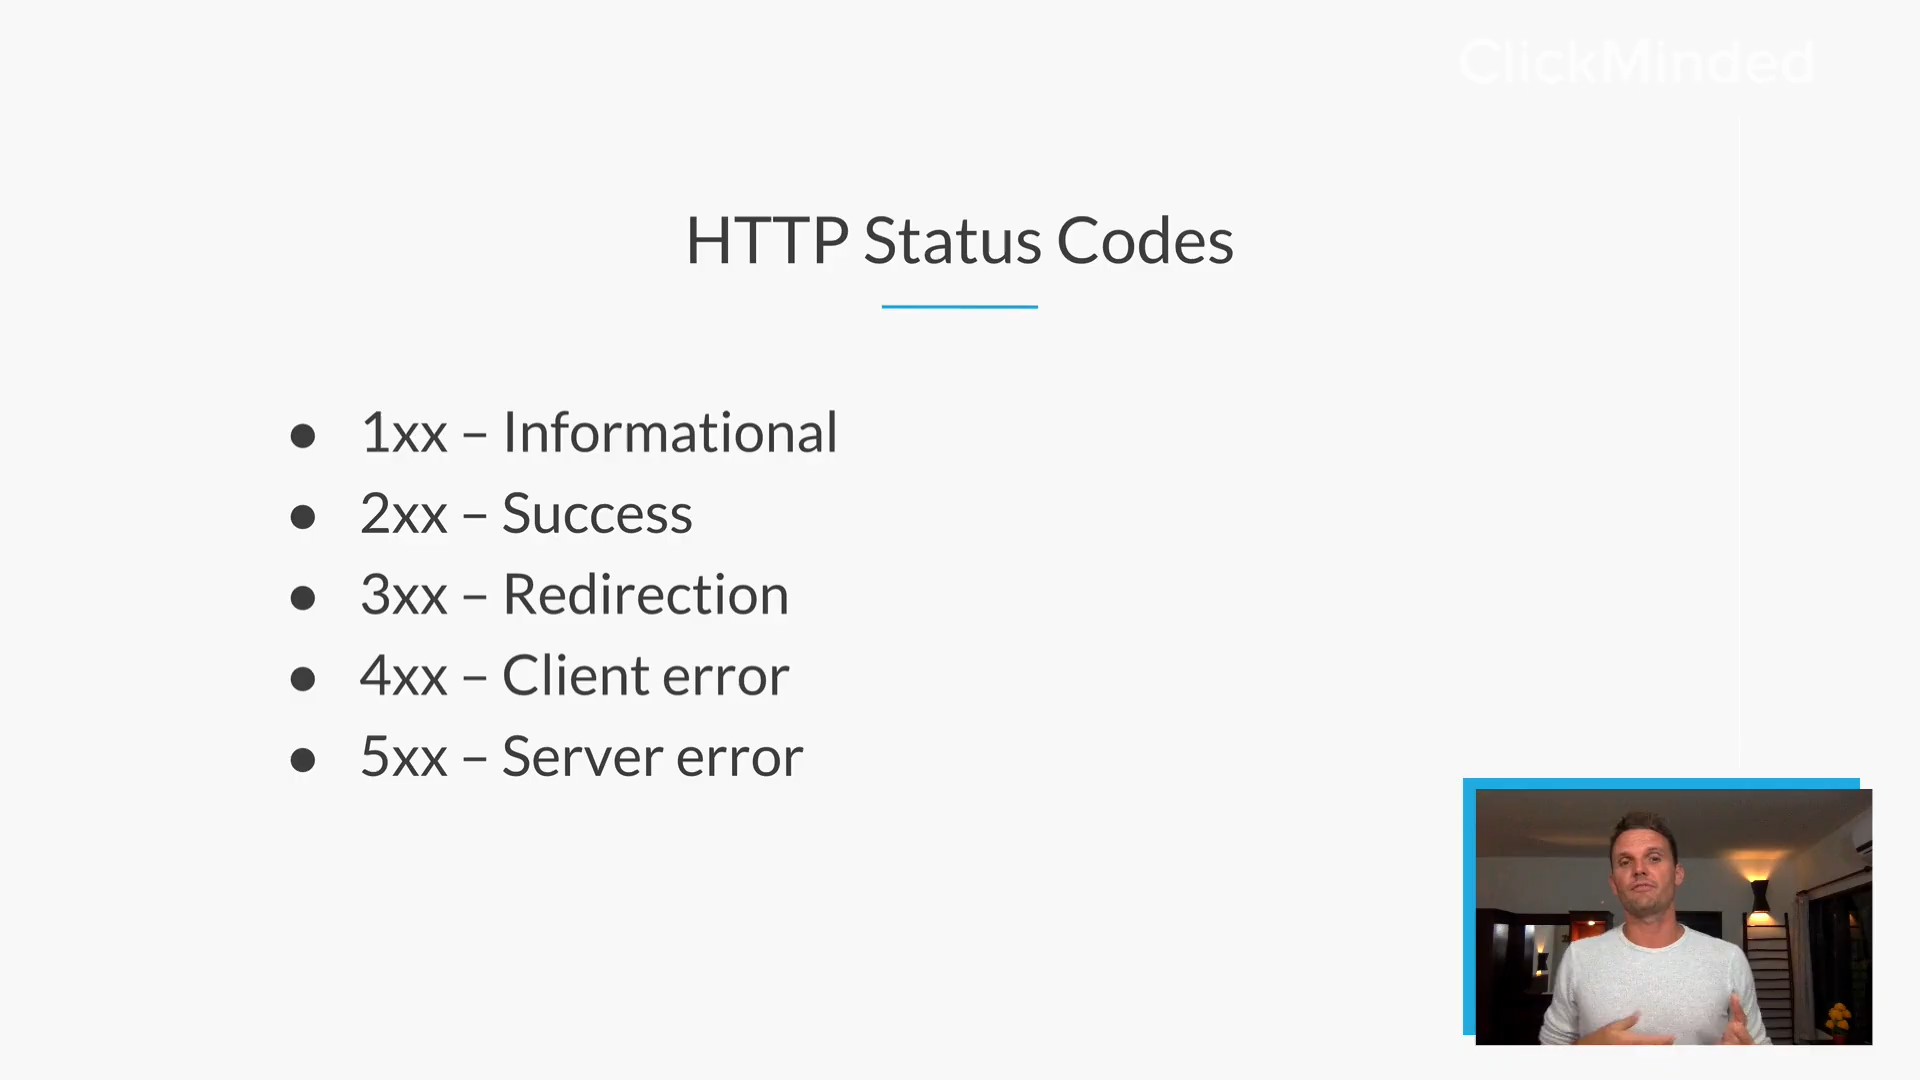 ClickMinded
HTTP Status Codes
● 1xx – Informational
● 2xx – Success
● 3xx – Redirection
● 4xx – Client error
● 5xx – Server error